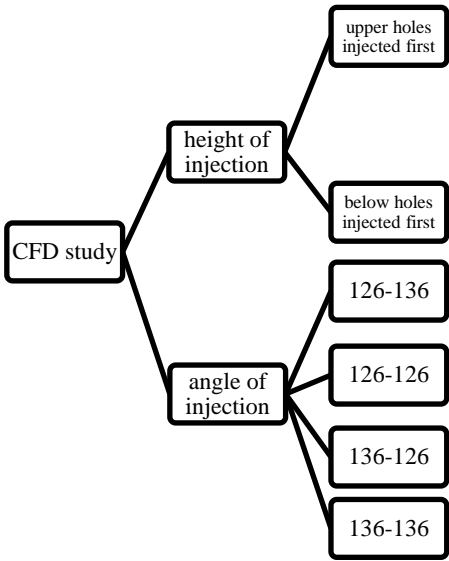 upper holes
injected first
height of
injection
below holes
injected first
CFD study
126-136
126-126
angle of
injection
136-126
136-136